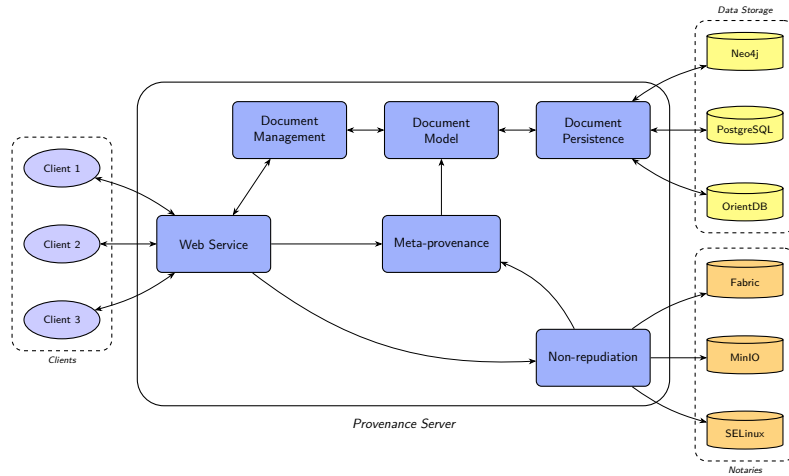 Data Storage
Neo4j
PostgreSQL
OrientDB
Document
Management
Document
Model
Document
Persistence
Client 1
Client 2
Client 3
Clients
Web Service
Meta-provenance
Non-repudiation
Provenance Server
Fabric
MinIO
SELinux
Notaries